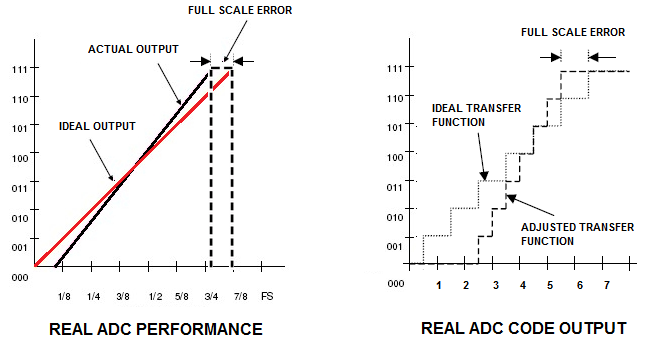 FULL SCALE ERROR
ACTUAL OUTPUT
IDEAL OUTPUT
111
110
101
100
011
010
001
000
1/8 1/4 3/8 1/2 5/8 3/4 7/8 FS
REAL ADC PERFORMANCE
FULL SCALE ERROR
IDEAL TRANSFER
FUNCTION
ADJUSTED TRANSFER
FUNCTION
111
110
101
100
011
010
001
000
1 2 3 4 5 6 7
REAL ADC CODE OUTPUT